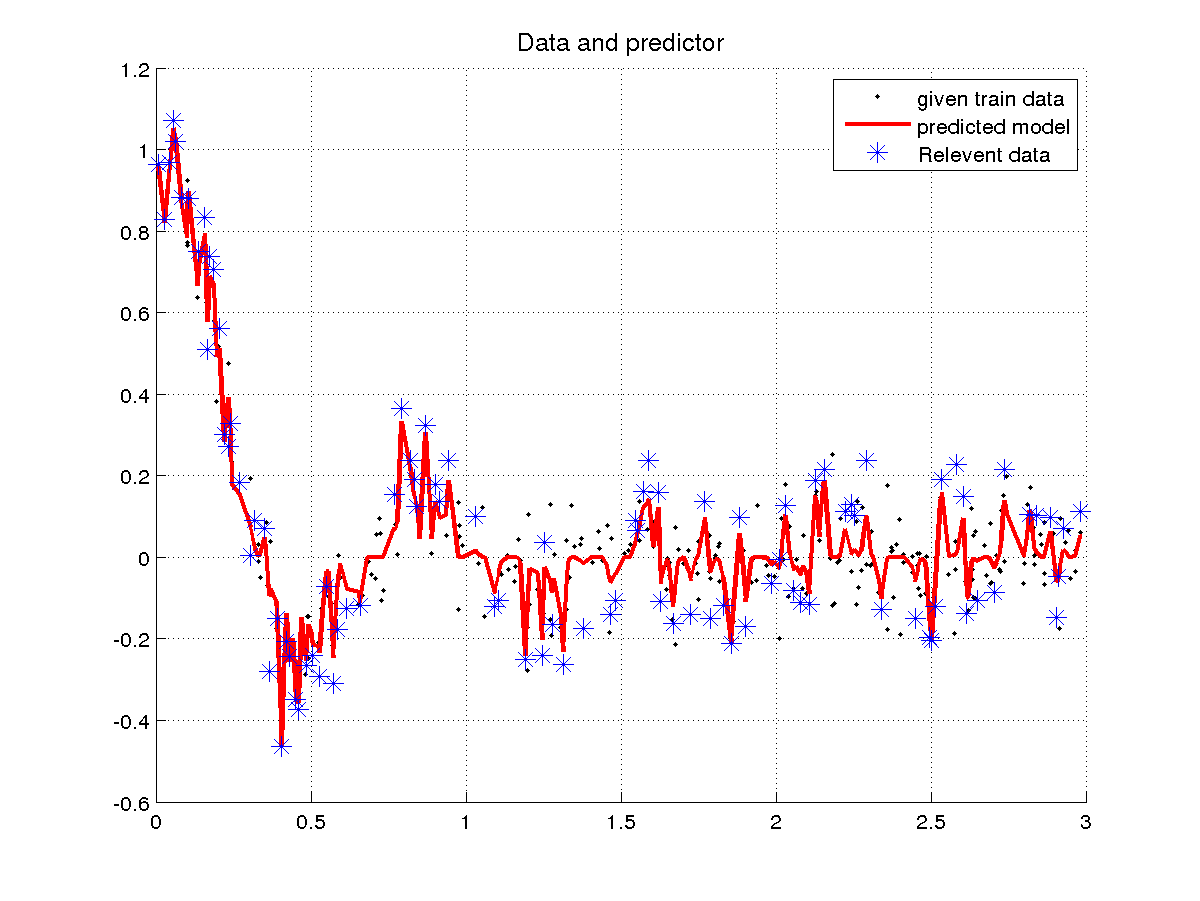 Data and predictor
given train data
predicted model
Relevent data
1.2
1
0.8
0.6
0.4
0.2
0
-0.2
-0.4
-0.6
0 0.5 1 1.5 2 2.5 3